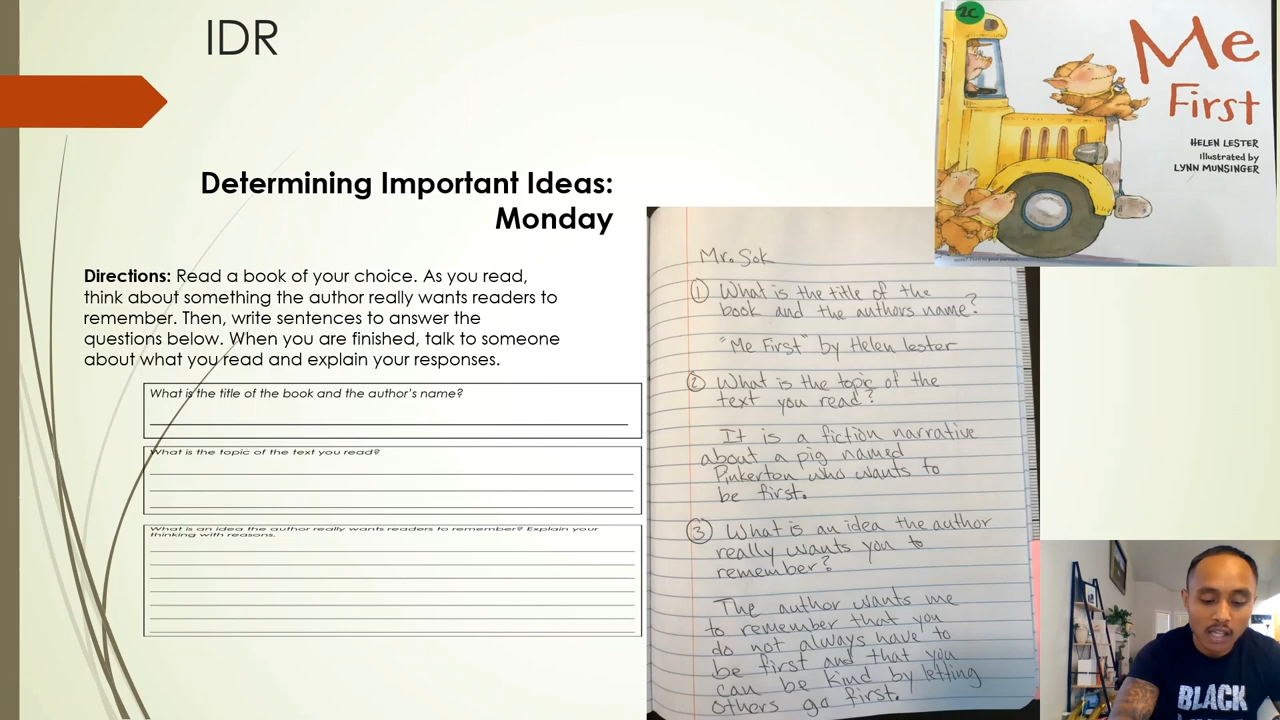 IDR
Determining Important Ideas:
Monday
Directions: Read a book of your choice. As you read,
think about something the author really wants readers to
remember. Then, write sentences to answer the
questions below. When you are finished, talk to someone
about what you read and explain your responses.
What is the title of the book and the author's name?
What is the topic of the text you read?
What is an idea the author really wants readers to remember? Explain your
thinking with reasons.
Mr. Sok
① What is the title of the
book and the authors name?
"Me First" by Helen lester
② What is the topic of the
text you read?
It is a fiction narrative
about a pig named
Pinkerton who wants to
be first.
③ What is an idea the author
really wants you to
remember?
The author wants me
to remember that you
do not always have to
be first and that you
can be kind by letting
others go first.
2C
Me
First
HELEN LESTER
Illustrated by
LYNN MUNSINGER
BLACK